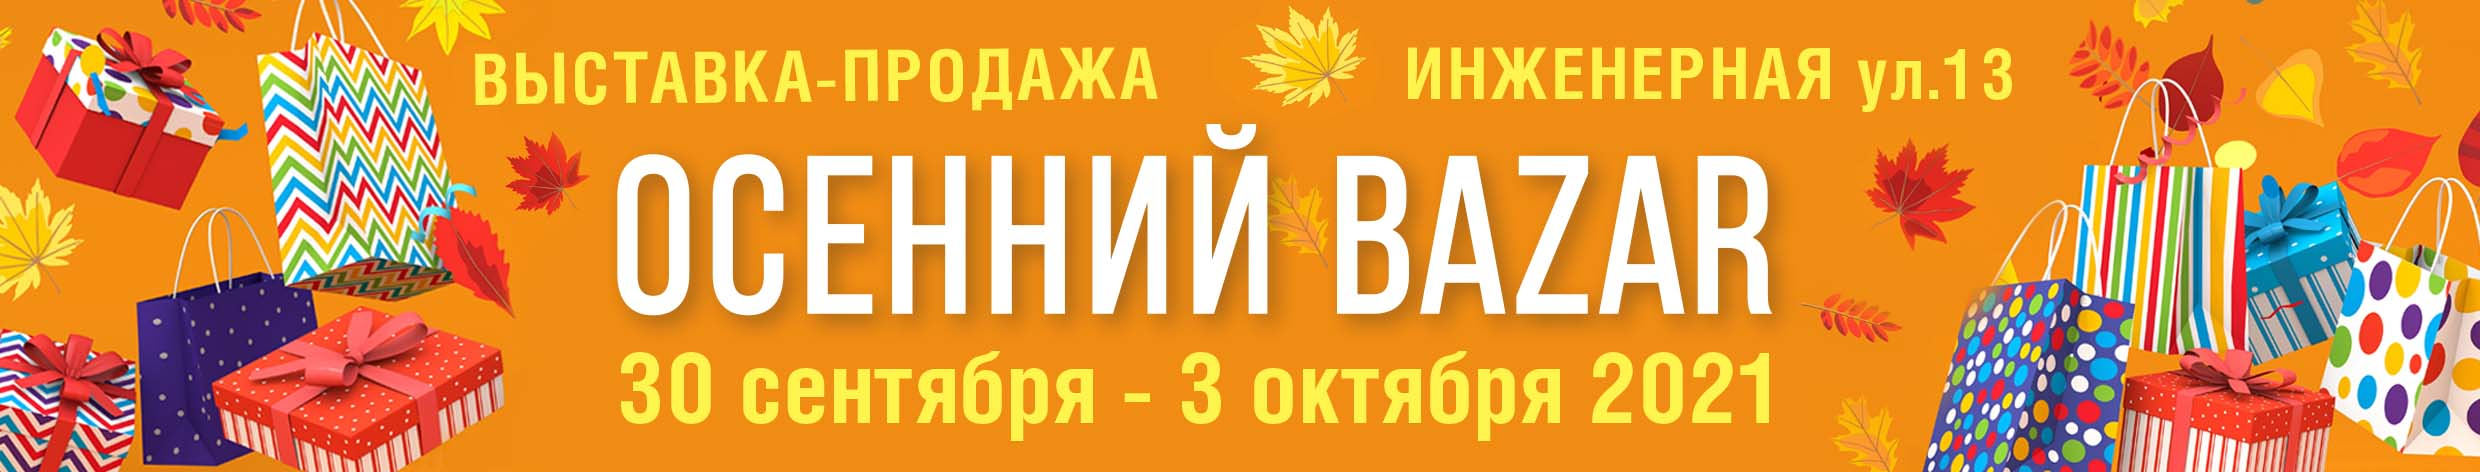 ВЫСТАВКА-ПРОДАЖА ИНЖЕНЕРНАЯ ул.13
ОСЕННИЙ BAZAR
30 сентября - 3 октября 2021